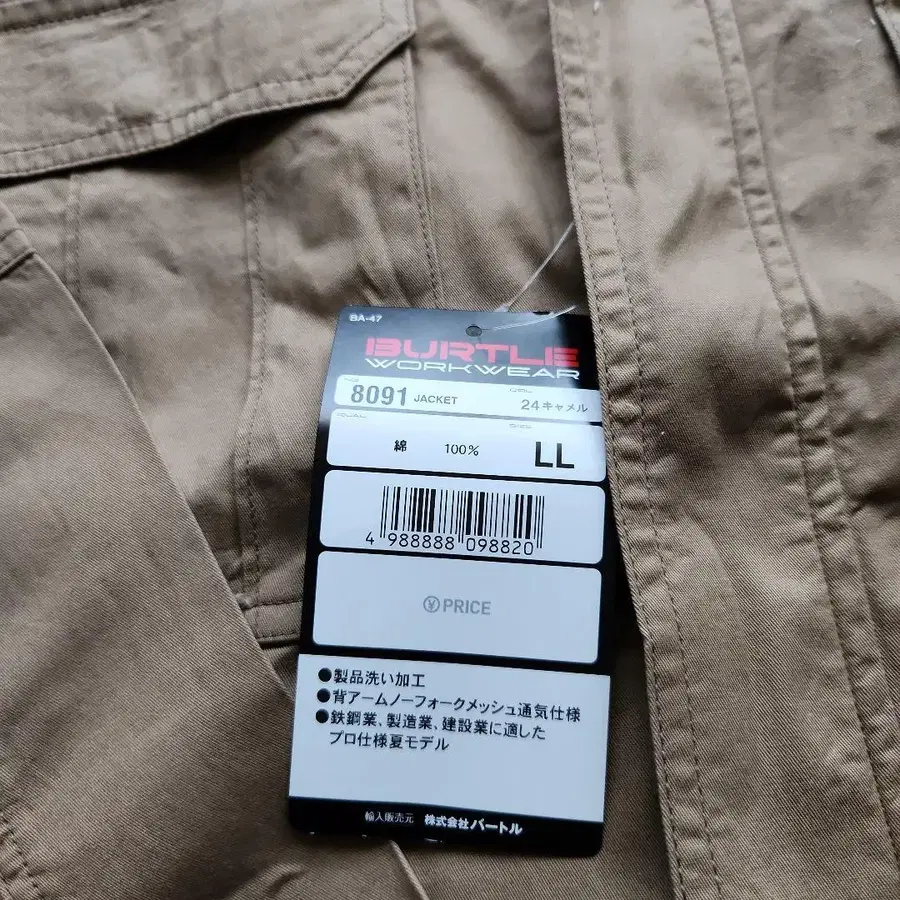 BA-47
BURTLE
WORKWEAR
NO.
8091 JACKET
COL.
24キャメル
QUAL.
綿 100%
SIZE
LL
4 988888 098820
¥PRICE
●製品洗い加工
●背アームノーフォークメッシュ通気仕様
●鉄鋼業、製造業、建設業に適した
プロ仕様夏モデル
輸入販売元 株式会社バートル